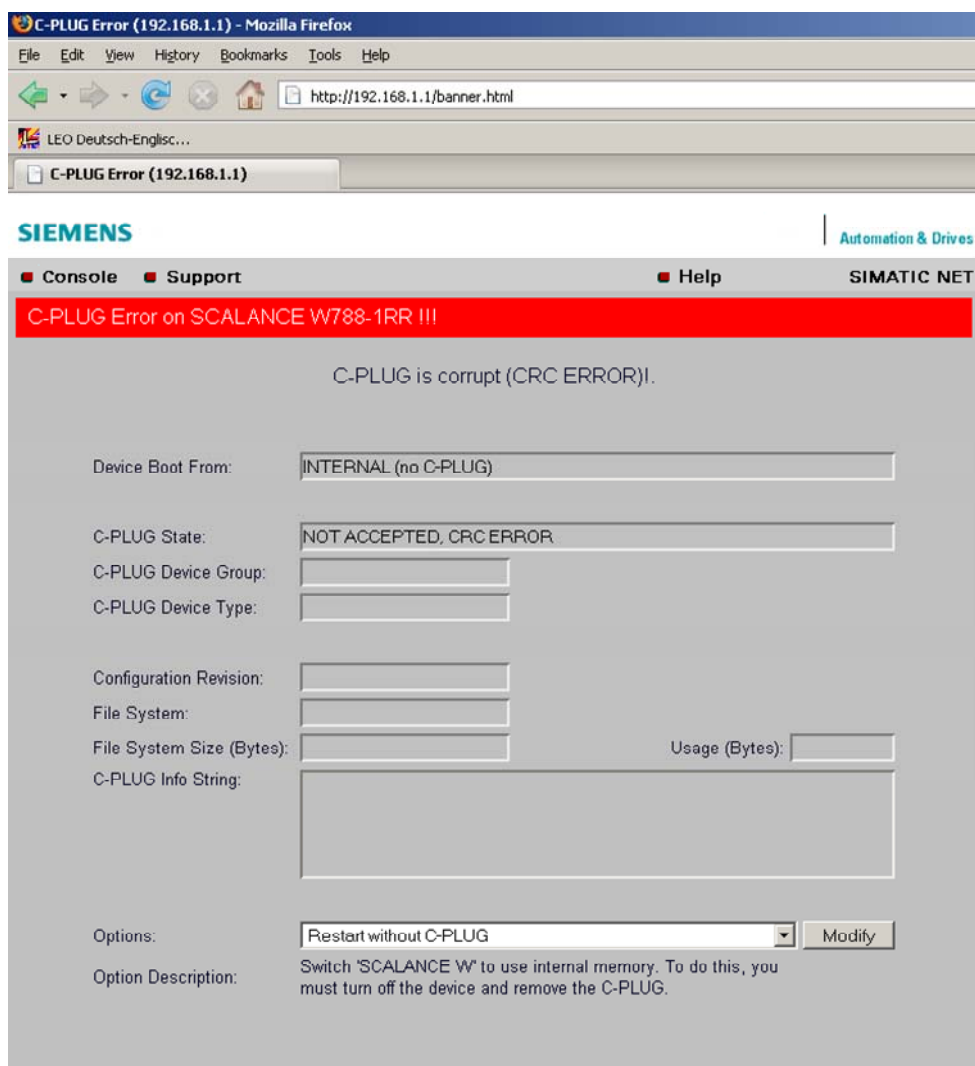 C-PLUG Error (192.168.1.1) - Mozilla Firefox
File Edit View History Bookmarks Tools Help
http://192.168.1.1/banner.html
LEO Deutsch-Englisc...
C-PLUG Error (192.168.1.1)
SIEMENS
Automation & Drives
Console Support Help SIMATIC NET
C-PLUG Error on SCALANCE W788-1RR !!!
C-PLUG is corrupt (CRC ERROR)!.
Device Boot From: INTERNAL (no C-PLUG)
C-PLUG State: NOT ACCEPTED, CRC ERROR
C-PLUG Device Group:
C-PLUG Device Type:
Configuration Revision:
File System:
File System Size (Bytes): Usage (Bytes):
C-PLUG Info String:
Options: Restart without C-PLUG Modify
Option Description: Switch 'SCALANCE W' to use internal memory. To do this, you
must turn off the device and remove the C-PLUG.